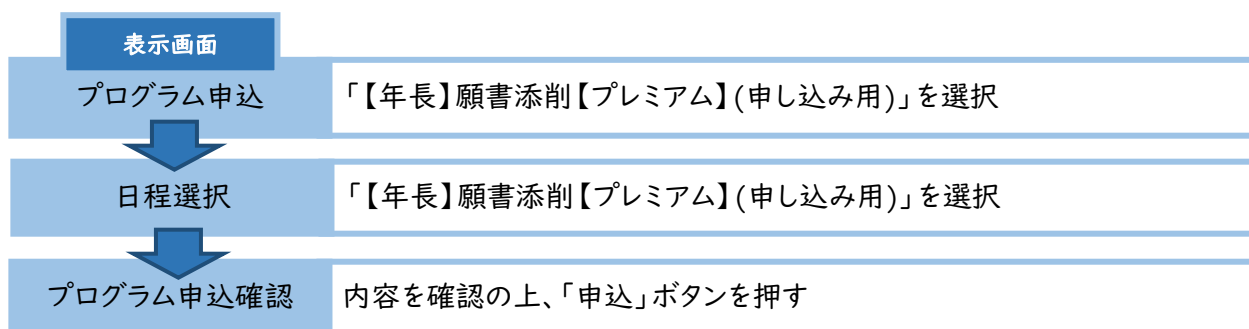 表示画面
プログラム申込
「【年長】願書添削【プレミアム】(申し込み用)」を選択
日程選択
「【年長】願書添削【プレミアム】(申し込み用)」を選択
プログラム申込確認
内容を確認の上、「申込」ボタンを押す